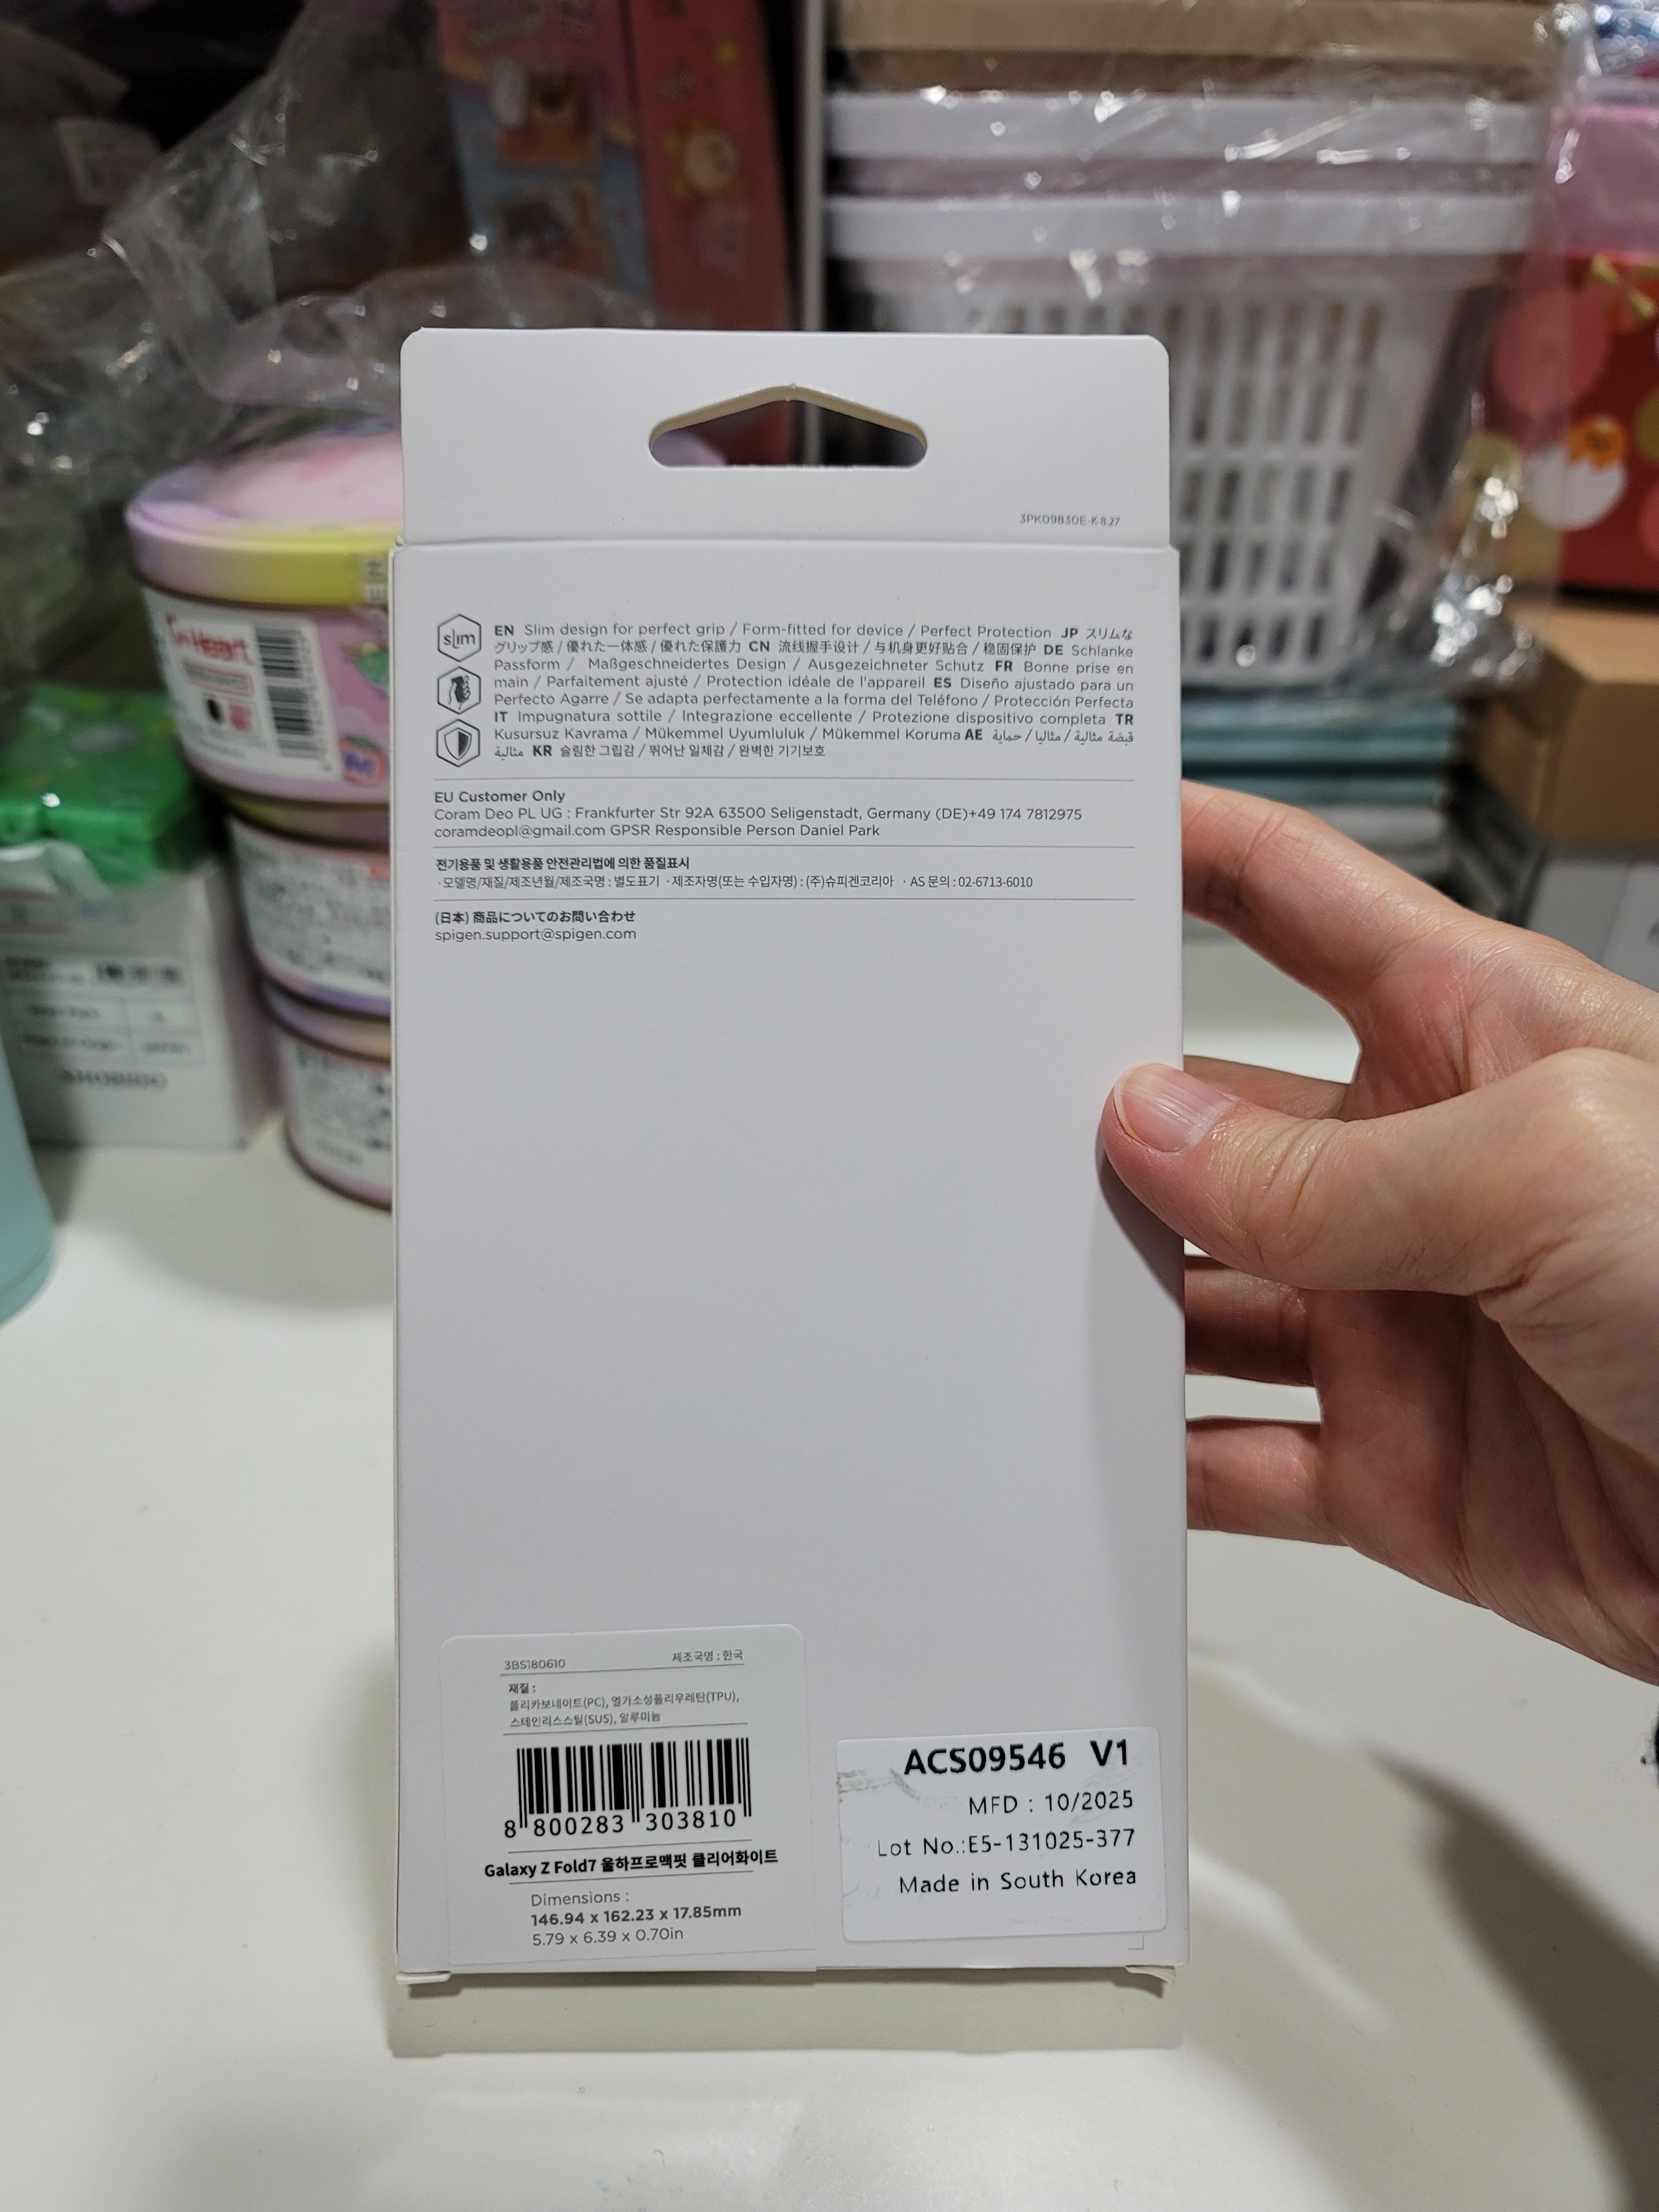 3PK09830E-K-8.27
slim
EN Slim design for perfect grip / Form-fitted for device / Perfect Protection JP スリムな
グリップ感 / 優れた一体感 / 優れた保護力 CN 流线握手设计 / 与机身更好贴合 / 稳固保护 DE Schlanke
Passform / Maßgeschneidertes Design / Ausgezeichneter Schutz FR Bonne prise en
main / Parfaitement ajusté / Protection idéale de l'appareil ES Diseño ajustado para un
Perfecto Agarre / Se adapta perfectamente a la forma del Teléfono / Protección Perfecta
IT Impugnatura sottile / Integrazione eccellente / Protezione dispositivo completa TR
Kusursuz Kavrama / Mükemmel Uyumluluk / Mükemmel Koruma AE قبضة مثالية / مثاليا / حماية
مثالية KR 슬림한 그립감 / 뛰어난 일체감 / 완벽한 기기보호
EU Customer Only
Coram Deo PL UG : Frankfurter Str 92A 63500 Seligenstadt, Germany (DE)+49 174 7812975
coramdeopl@gmail.com GPSR Responsible Person Daniel Park
전기용품 및 생활용품 안전관리법에 의한 품질표시
·모델명/재질/제조년월/제조국명 : 별도표기 ·제조자명(또는 수입자명) : (주)슈피겐코리아 · AS 문의 : 02-6713-6010
(日本) 商品についてのお問い合わせ
spigen.support@spigen.com
3BS180610 제조국명 : 한국
재질 :
폴리카보네이트(PC), 열가소성폴리우레탄(TPU),
스테인리스스틸(SUS), 알루미늄
8 800283 303810
Galaxy Z Fold7 울하프로맥핏 클리어화이트
Dimensions :
146.94 x 162.23 x 17.85mm
5.79 x 6.39 x 0.70in
ACS09546 V1
MFD : 10/2025
Lot No.:E5-131025-377
Made in South Korea